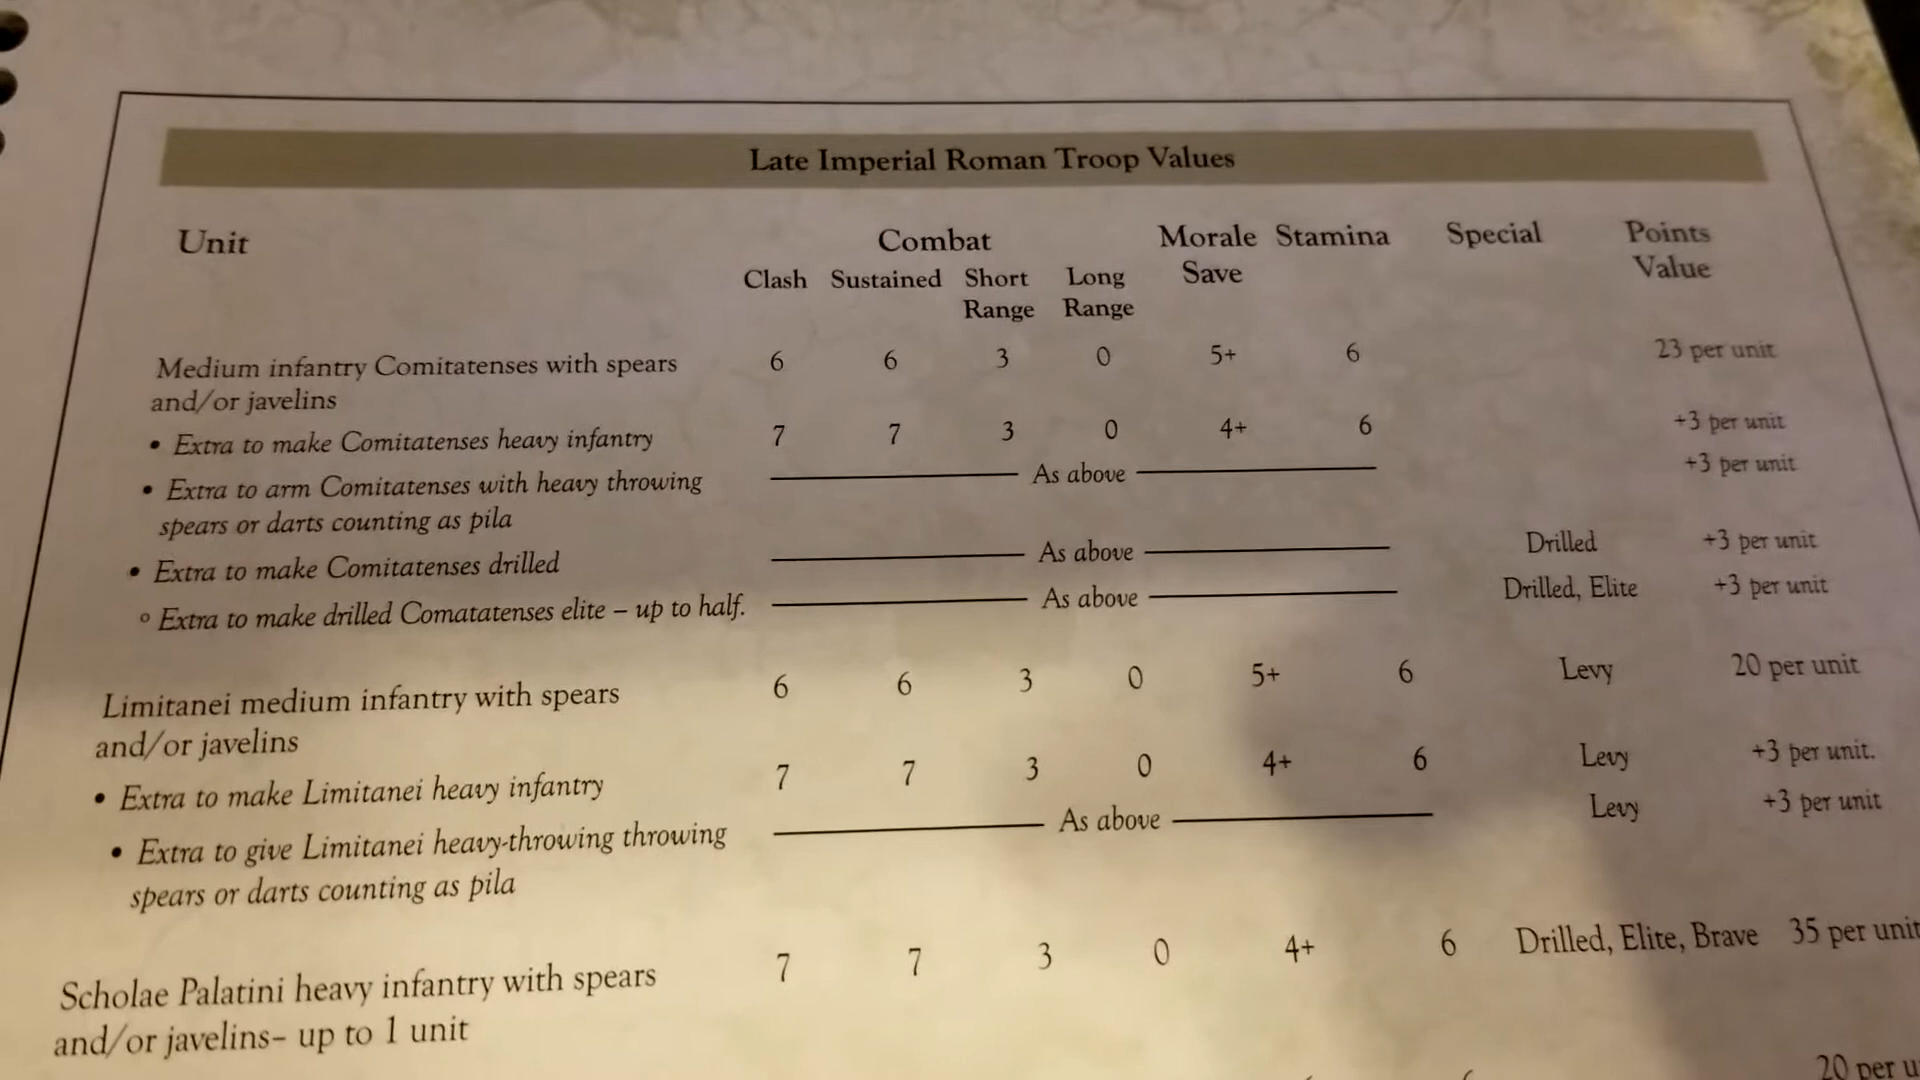 Late Imperial Roman Troop Values
Unit Combat Morale Stamina Special Points
Clash Sustained Short Long Save Value
Range Range
Medium infantry Comitatenses with spears 6 6 3 0 5+ 6 23 per unit
and/or javelins
• Extra to make Comitatenses heavy infantry 7 7 3 0 4+ 6 +3 per unit
• Extra to arm Comitatenses with heavy throwing As above +3 per unit
spears or darts counting as pila
• Extra to make Comitatenses drilled As above Drilled +3 per unit
° Extra to make drilled Comatatenses elite – up to half. As above Drilled, Elite +3 per unit
Limitanei medium infantry with spears 6 6 3 0 5+ 6 Levy 20 per unit
and/or javelins
• Extra to make Limitanei heavy infantry 7 7 3 0 4+ 6 Levy +3 per unit.
• Extra to give Limitanei heavy-throwing throwing As above Levy +3 per unit
spears or darts counting as pila
Scholae Palatini heavy infantry with spears 7 7 3 0 4+ 6 Drilled, Elite, Brave 35 per unit
and/or javelins– up to 1 unit
20 per u